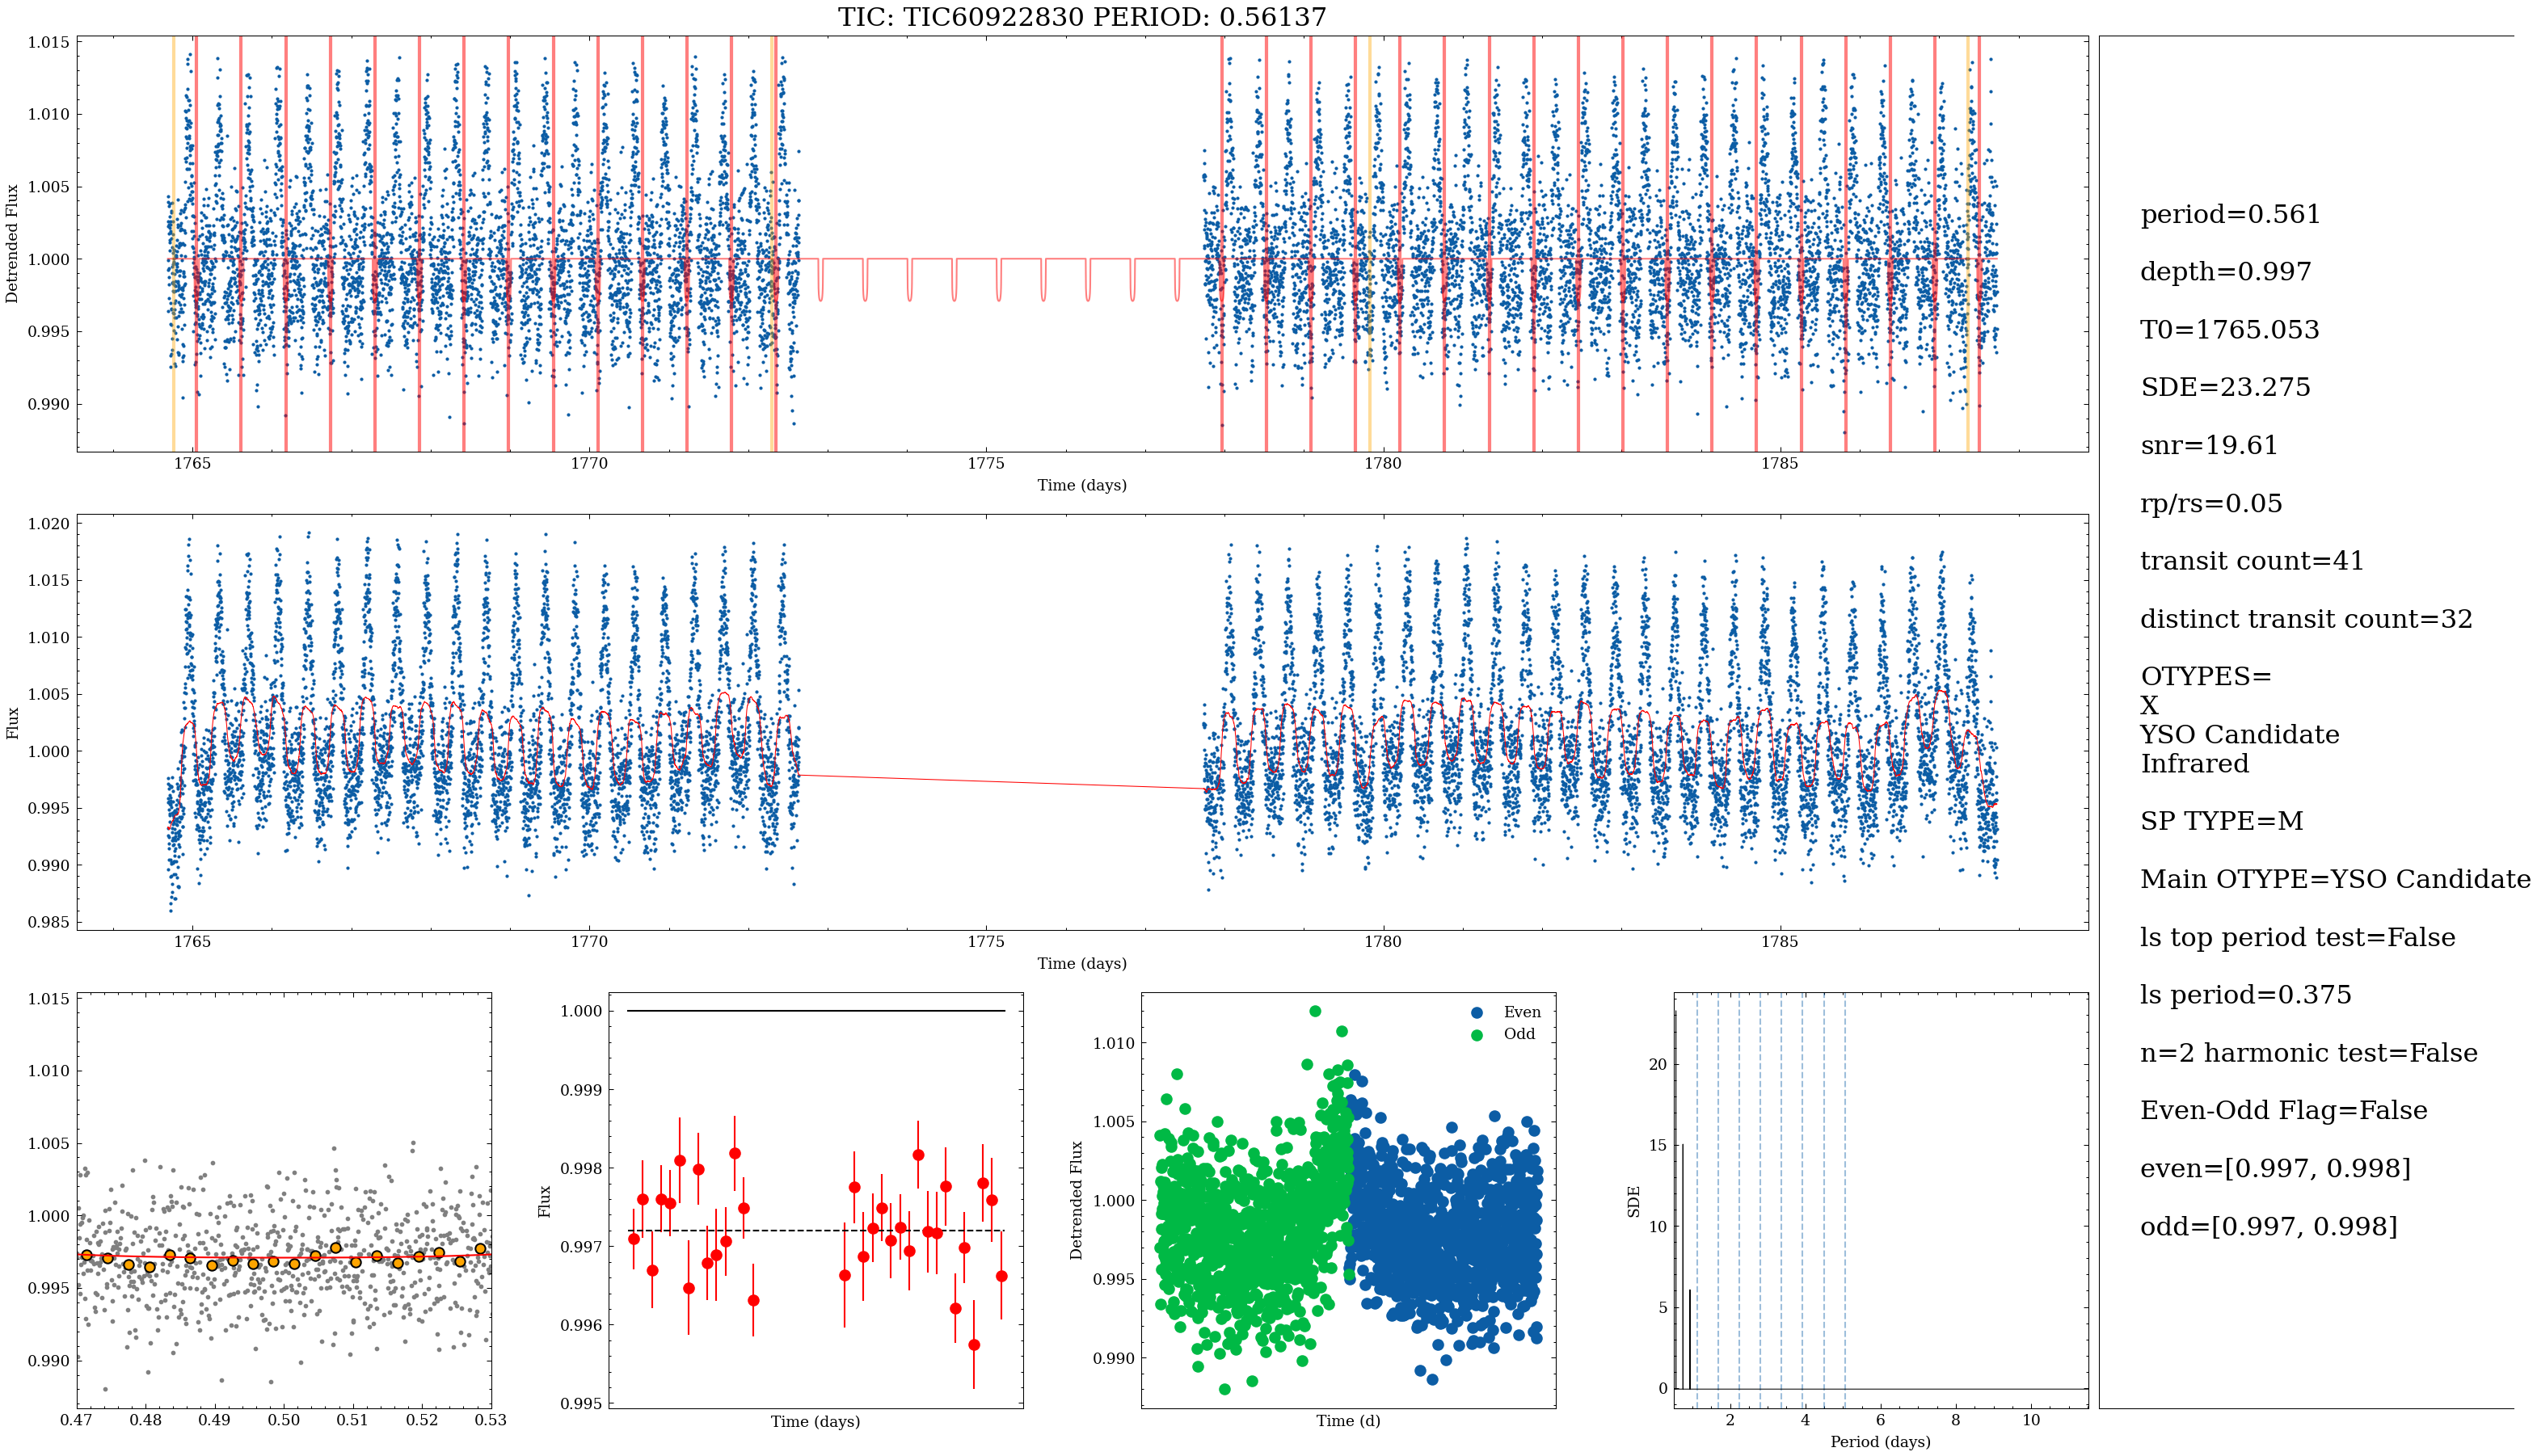 TIC: TIC60922830 PERIOD: 0.56137
1.015
1.010
1.005
1.000
0.995
0.990
Detrended Flux
1765
1770
1775
1780
1785
Time (days)
1.020
1.015
1.010
1.005
1.000
0.995
0.990
0.985
Flux
1765
1770
1775
1780
1785
Time (days)
1.015
1.010
1.005
1.000
0.995
0.990
0.47
0.48
0.49
0.50
0.51
0.52
0.53
1.000
0.999
0.998
0.997
0.996
0.995
Flux
Time (days)
Even
Odd
1.010
1.005
1.000
0.995
0.990
Detrended Flux
Time (d)
20
15
10
5
0
SDE
2
4
6
8
10
Period (days)
period=0.561
depth=0.997
T0=1765.053
SDE=23.275
snr=19.61
rp/rs=0.05
transit count=41
distinct transit count=32
OTYPES=
X
YSO Candidate
Infrared
SP TYPE=M
Main OTYPE=YSO Candidate
ls top period test=False
ls period=0.375
n=2 harmonic test=False
Even-Odd Flag=False
even=[0.997, 0.998]
odd=[0.997, 0.998]